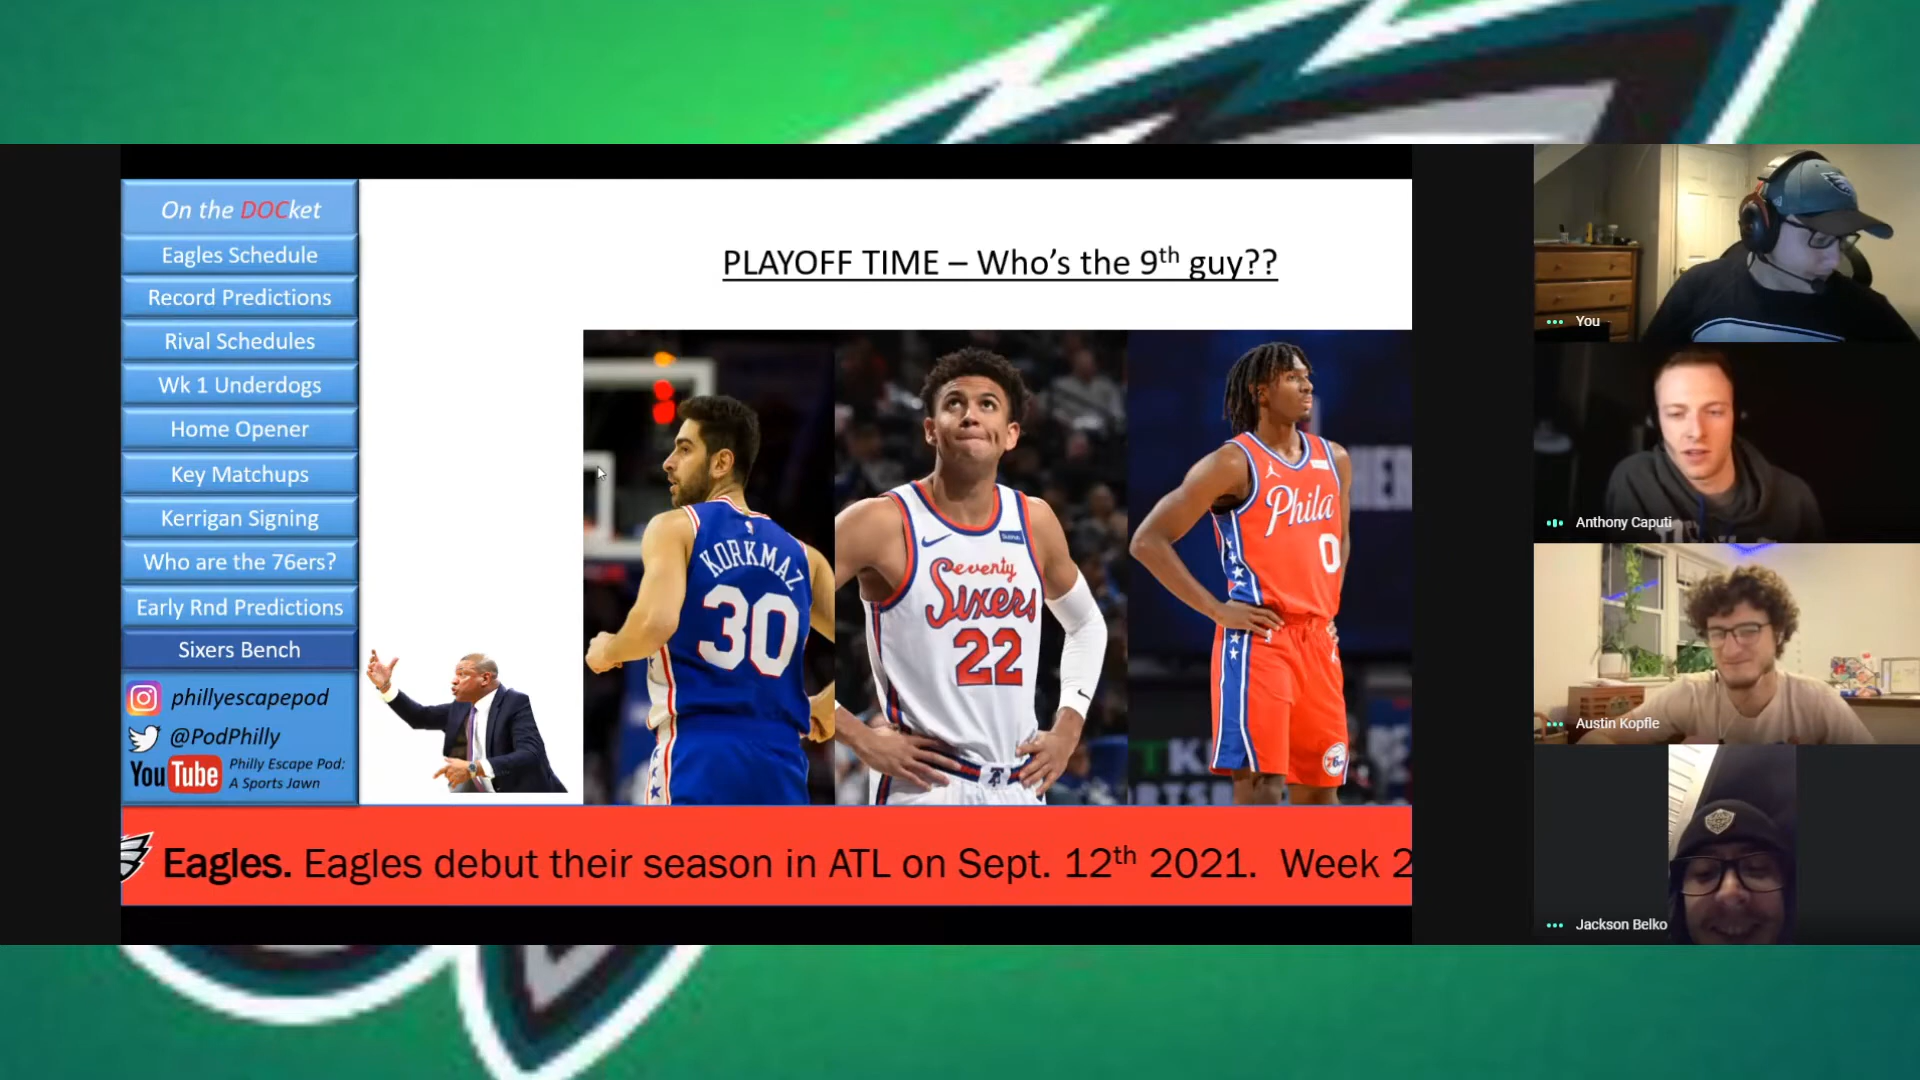 On the DOCket
Eagles Schedule
Record Predictions
Rival Schedules
Wk 1 Underdogs
Home Opener
Key Matchups
Kerrigan Signing
Who are the 76ers?
Early Rnd Predictions
Sixers Bench
phillyescapepod
@PodPhilly
YouTube
Philly Escape Pod:
A Sports Jawn
PLAYOFF TIME – Who's the 9th guy??
KORKMAZ
30
Seventy
Sixers
22
Phila
0
Eagles. Eagles debut their season in ATL on Sept. 12th 2021. Week 2
You
Anthony Caputi
Austin Kopfle
Jackson Belko